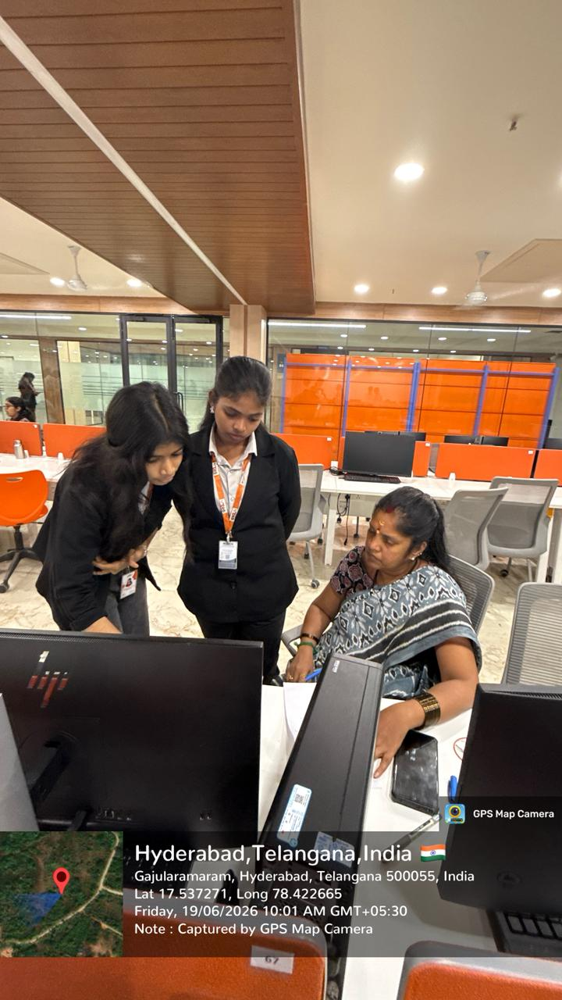 GPS Map Camera
Hyderabad,Telangana,India
Gajularamaram, Hyderabad, Telangana 500055, India
Lat 17.537271, Long 78.422665
Friday, 19/06/2026 10:01 AM GMT+05:30
Note : Captured by GPS Map Camera
67